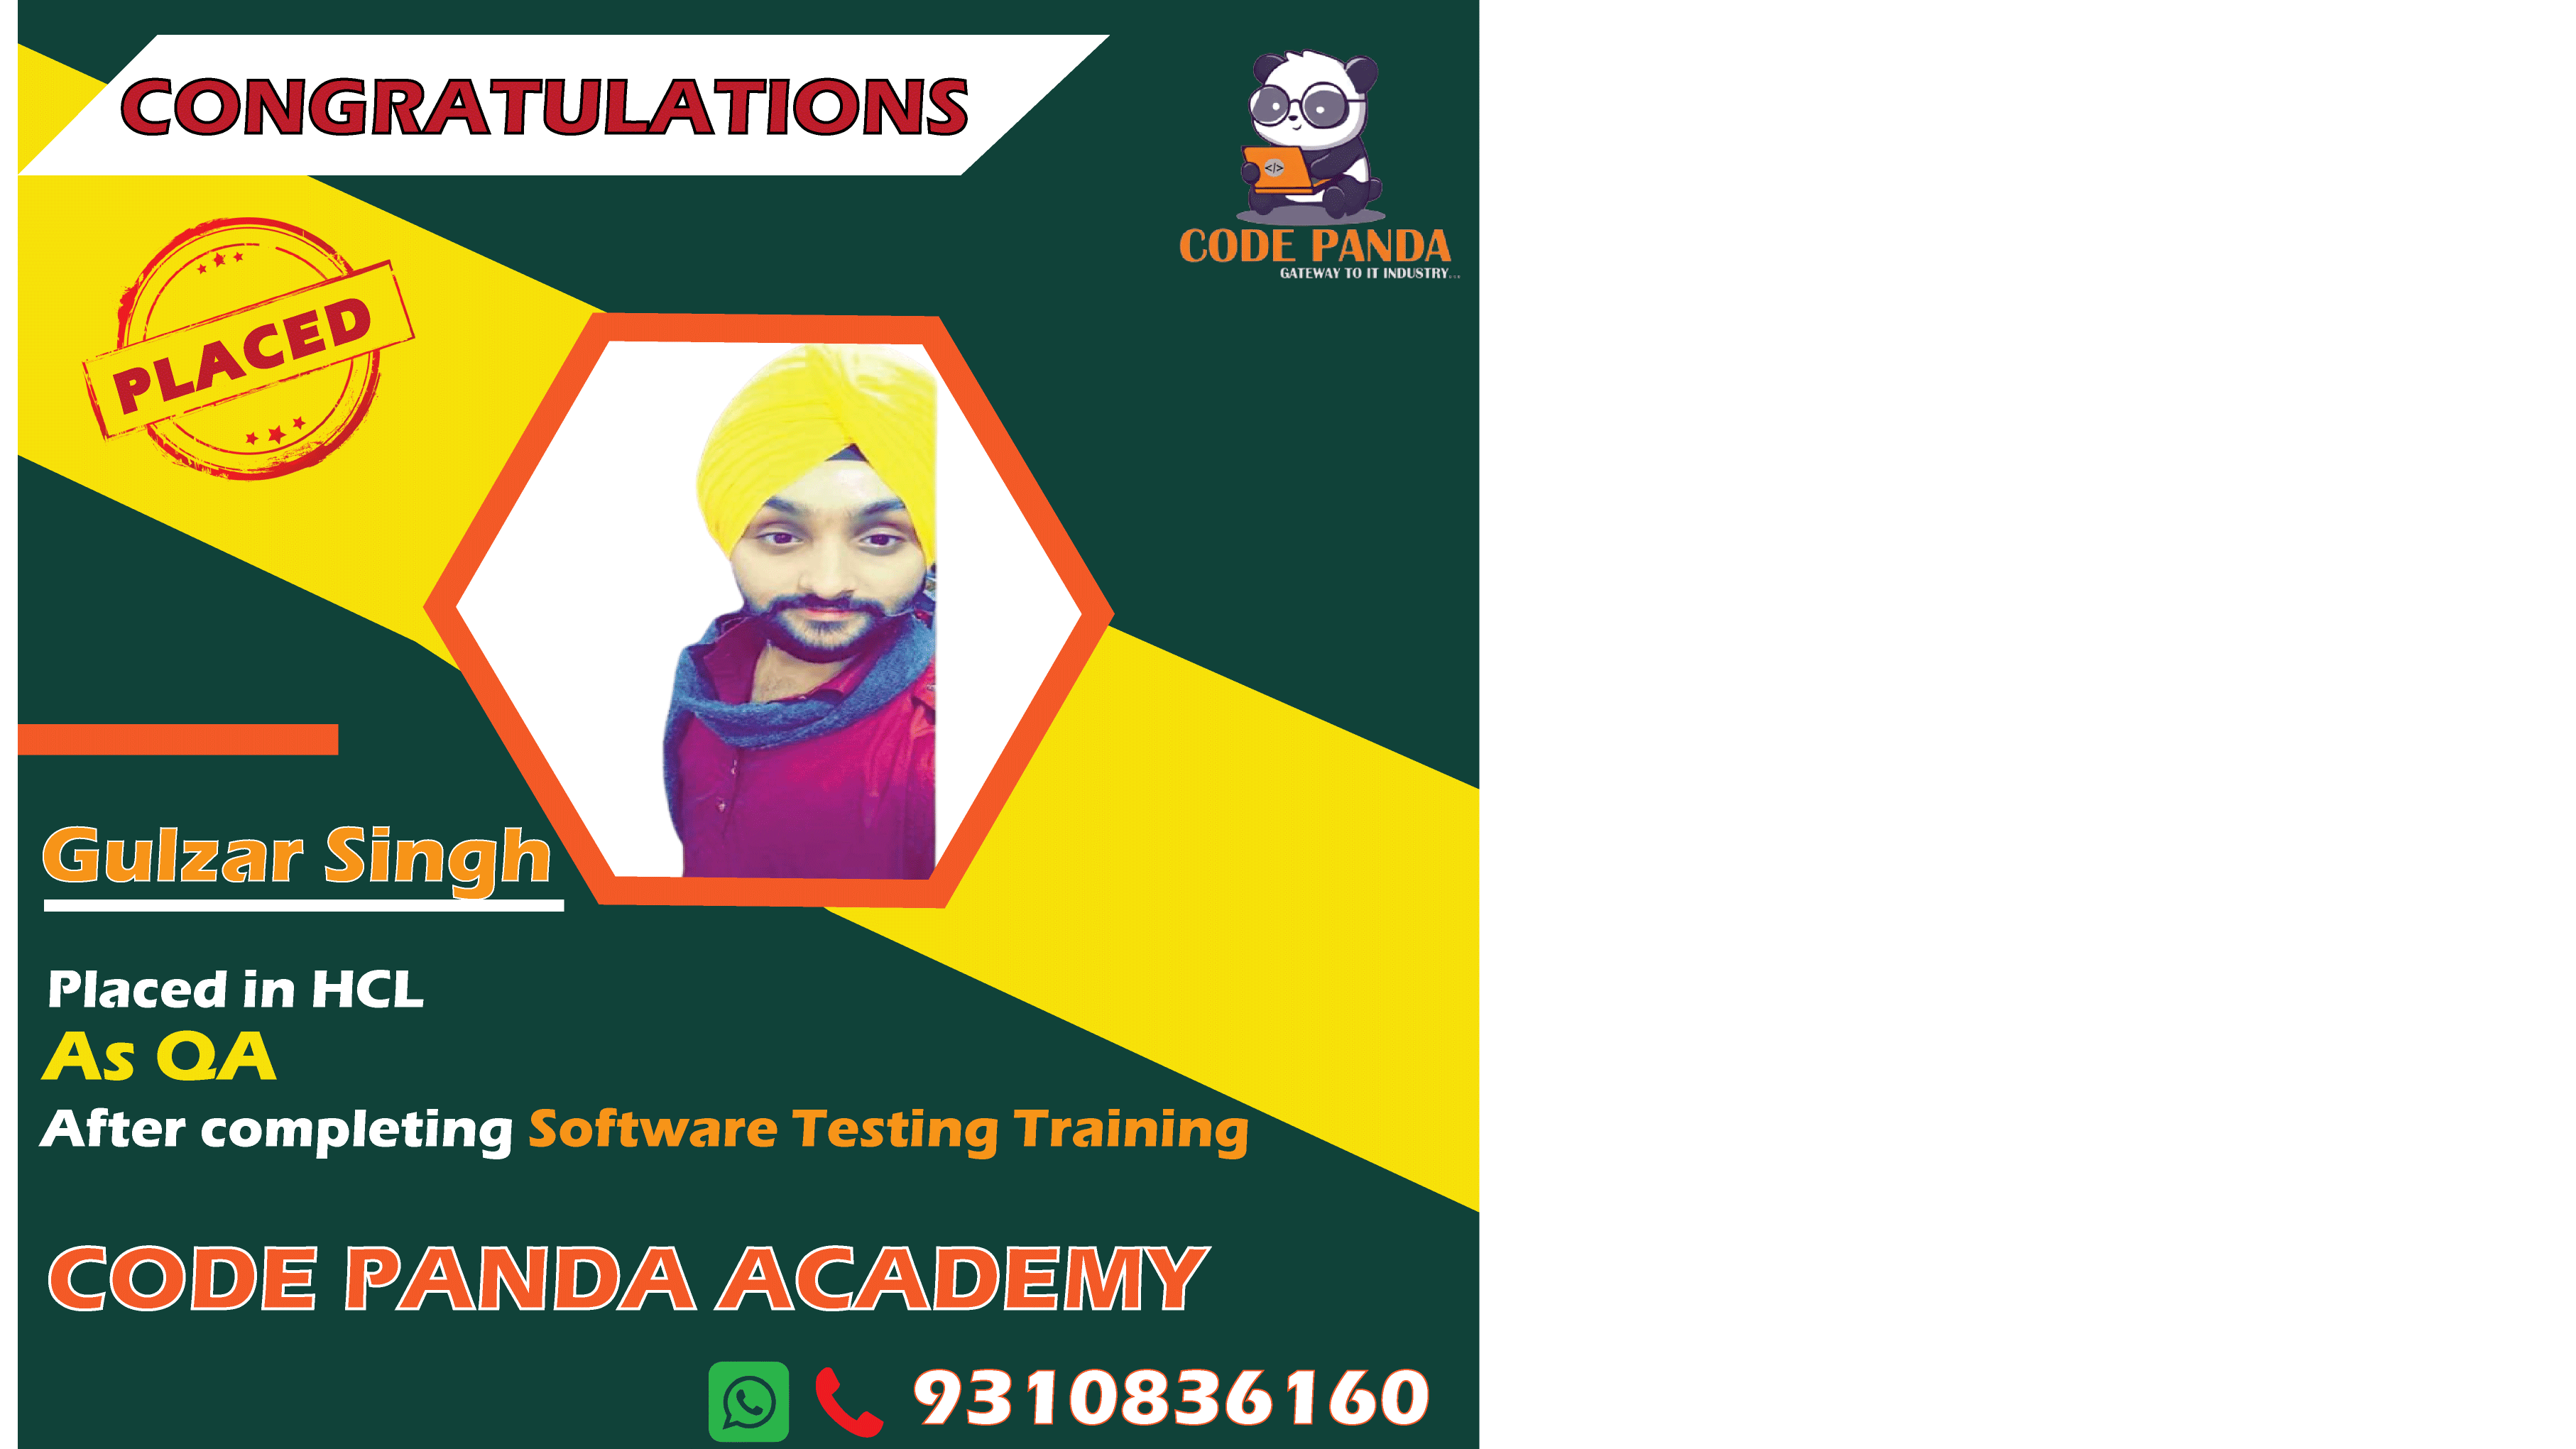 CONGRATULATIONS
</>
CODE PANDA
GATEWAY TO IT INDUSTRY...
PLACED
Gulzar Singh
Placed in HCL
As QA
After completing Software Testing Training
CODE PANDA ACADEMY
9310836160